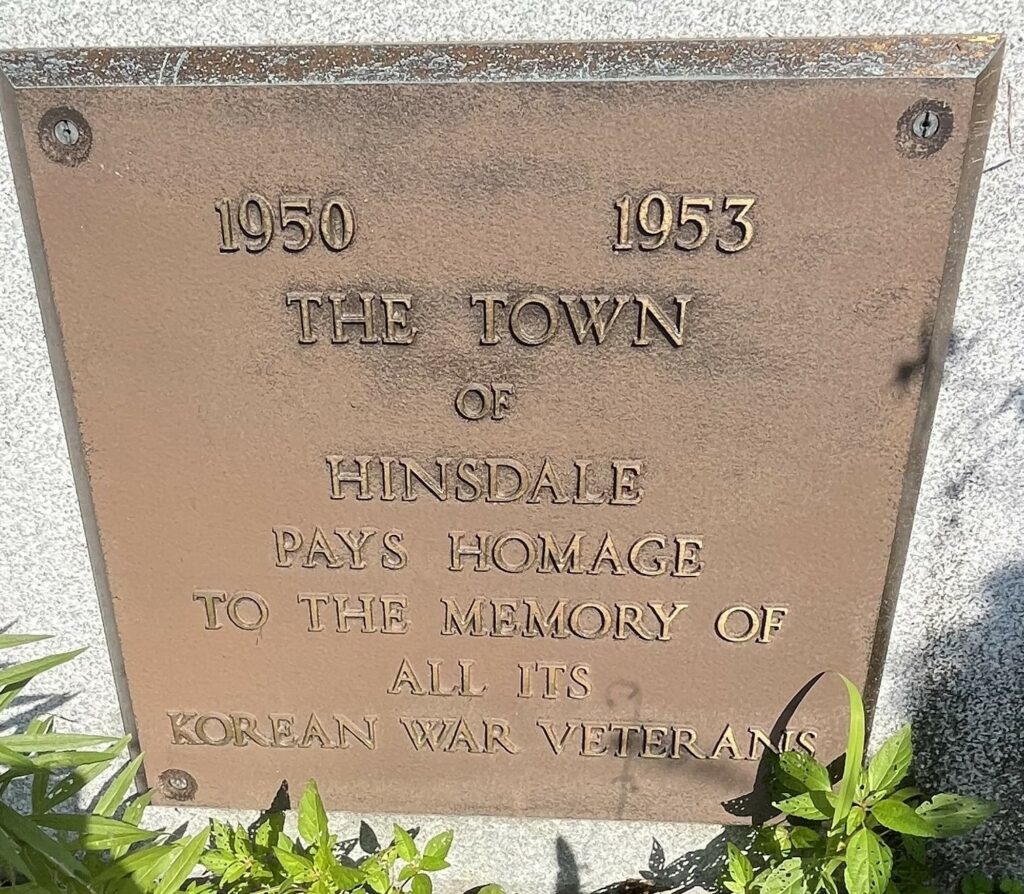 1950 1953
THE TOWN
OF
HINSDALE
PAYS HOMAGE
TO THE MEMORY OF
ALL ITS
KOREAN WAR VETERANS